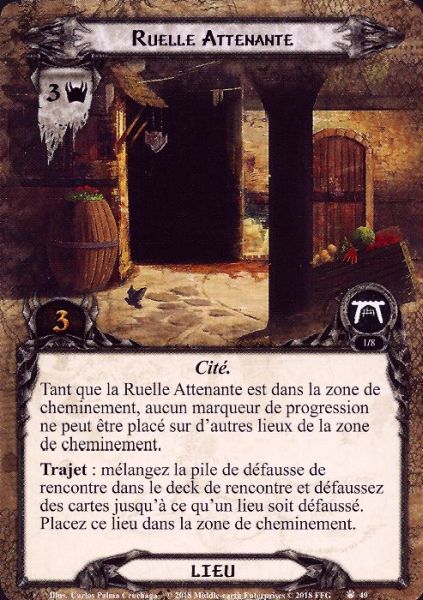 Ruelle Attenante
3
3
1/8
Cité.
Tant que la Ruelle Attenante est dans la zone de
cheminement, aucun marqueur de progression
ne peut être placé sur d'autres lieux de la zone
de cheminement.
Trajet : mélangez la pile de défausse de
rencontre dans le deck de rencontre et défaussez
des cartes jusqu'à ce qu'un lieu soit défaussé.
Placez ce lieu dans la zone de cheminement.
LIEU
Illus. Carlos Palma Cruchaga © 2018 Middle-earth Enterprises © 2018 FFG 49